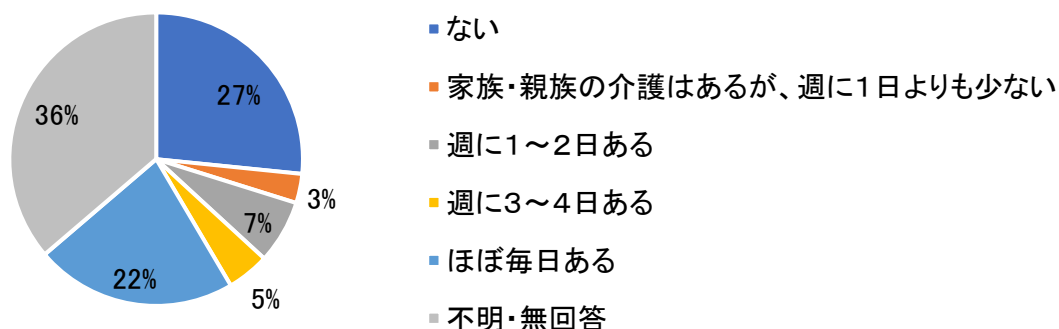 ない
家族・親族の介護はあるが、週に1日よりも少ない
週に1～2日ある
週に3～4日ある
ほぼ毎日ある
不明・無回答
27%
3%
7%
5%
22%
36%